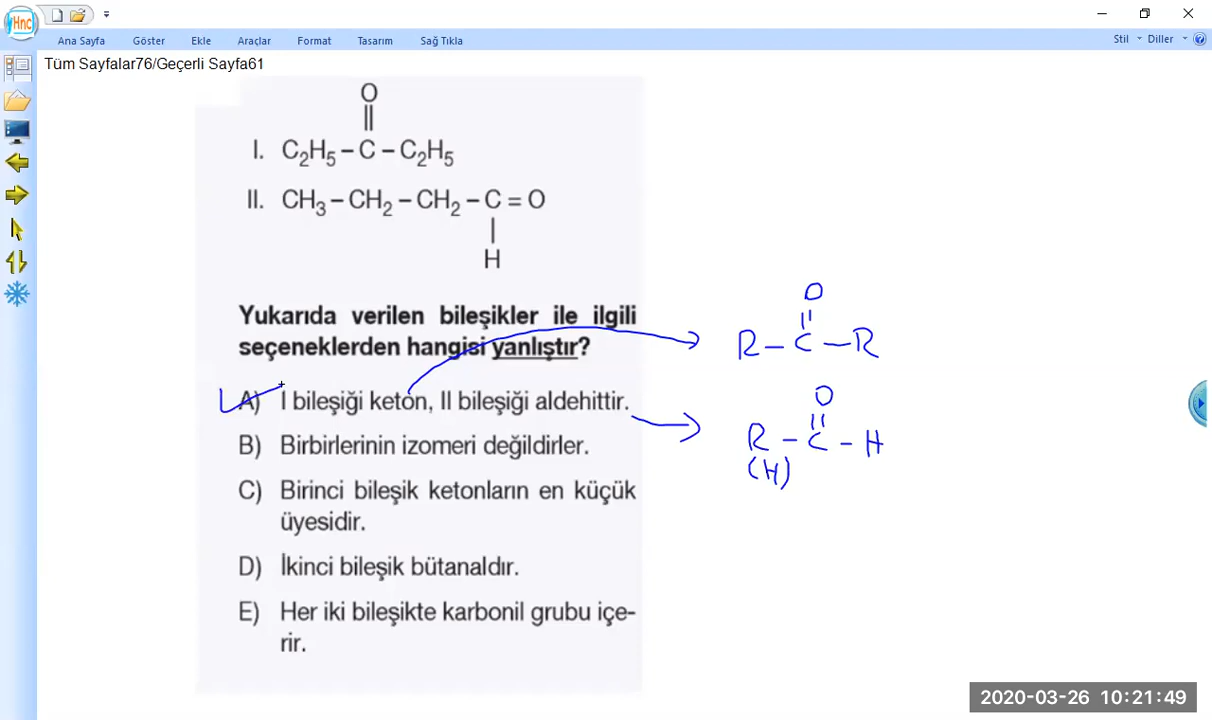 Hnc
Ana Sayfa Göster Ekle Araçlar Format Tasarım Sağ Tıkla Stil Diller
Tüm Sayfalar76/Geçerli Sayfa61
O
||
I. C₂H₅ – C – C₂H₅
II. CH₃ – CH₂ – CH₂ – C = O
|
H
Yukarıda verilen bileşikler ile ilgili
seçeneklerden hangisi yanlıştır?
A) I bileşiği keton, II bileşiği aldehittir.
B) Birbirlerinin izomeri değildirler.
C) Birinci bileşik ketonların en küçük
üyesidir.
D) İkinci bileşik bütanaldır.
E) Her iki bileşikte karbonil grubu içe-
rir.
O
||
R – C – R
O
||
R – C – H
(H)
2020-03-26 10:21:49